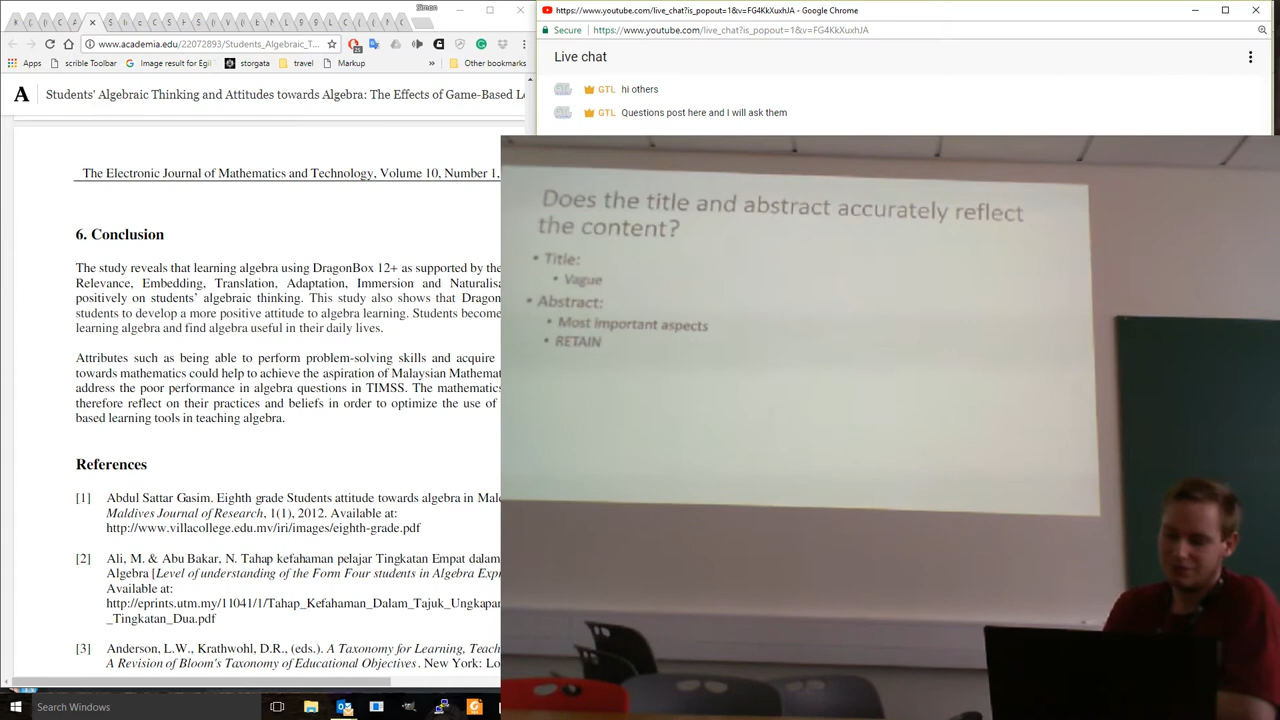 Simon
www.academia.edu/22072893/Students_Algebraic_T...
Apps
scrible Toolbar
Image result for Egil
storgata
travel
Markup
»
Other bookmarks
A
Students' Algebraic Thinking and Attitudes towards Algebra: The Effects of Game-Based L
The Electronic Journal of Mathematics and Technology, Volume 10, Number 1,
6. Conclusion
The study reveals that learning algebra using DragonBox 12+ as supported by the
Relevance, Embedding, Translation, Adaptation, Immersion and Naturalisa
positively on students' algebraic thinking. This study also shows that Dragon
students to develop a more positive attitude to algebra learning. Students become
learning algebra and find algebra useful in their daily lives.
Attributes such as being able to perform problem-solving skills and acquire
towards mathematics could help to achieve the aspiration of Malaysian Mathemat
address the poor performance in algebra questions in TIMSS. The mathematics
therefore reflect on their practices and beliefs in order to optimize the use of
based learning tools in teaching algebra.
References
[1] Abdul Sattar Gasim. Eighth grade Students attitude towards algebra in Mal
Maldives Journal of Research, 1(1), 2012. Available at:
http://www.villacollege.edu.mv/iri/images/eighth-grade.pdf
[2] Ali, M. & Abu Bakar, N. Tahap kefahaman pelajar Tingkatan Empat dalam
Algebra [Level of understanding of the Form Four students in Algebra Exp
Available at:
http://eprints.utm.my/11041/1/Tahap_Kefahaman_Dalam_Tajuk_Ungkapan
_Tingkatan_Dua.pdf
[3] Anderson, L.W., Krathwohl, D.R., (eds.). A Taxonomy for Learning, Teach
A Revision of Bloom's Taxonomy of Educational Objectives. New York: Lo
Search Windows
https://www.youtube.com/live_chat?is_popout=1&v=FG4KkXuxhJA - Google Chrome
Secure
https://www.youtube.com/live_chat?is_popout=1&v=FG4KkXuxhJA
Live chat
GTL hi others
GTL Questions post here and I will ask them
Does the title and abstract accurately reflect
the content?
• Title:
• Vague
• Abstract:
• Most important aspects
• RETAIN